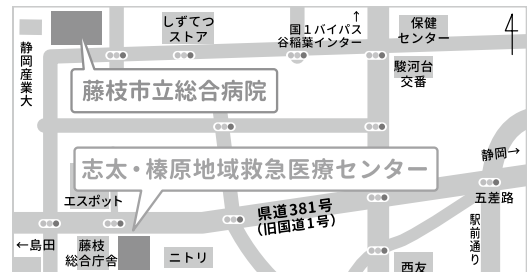 しずてつ
ストア
↑
国1バイパス
谷稲葉インター
保健
センター
4
静岡産業大
藤枝市立総合病院
駿河台
交番
志太・榛原地域救急医療センター
静岡→
エスポット
五差路
県道381号
（旧国道1号）
駅前通り
←島田
藤枝
総合庁舎
ニトリ
西友